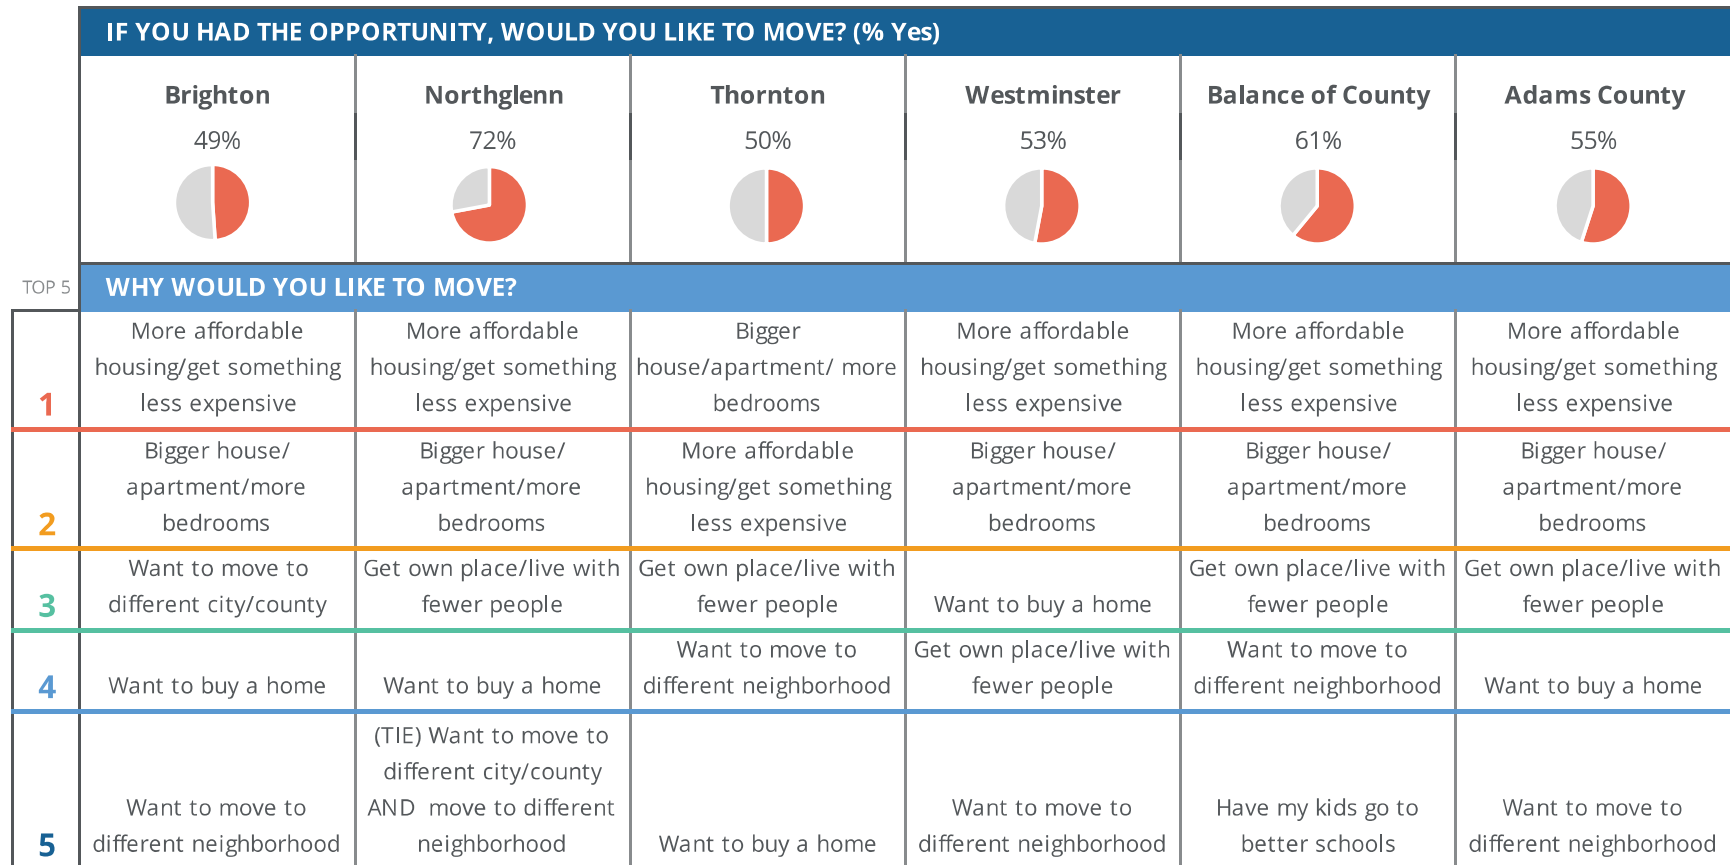 IF YOU HAD THE OPPORTUNITY, WOULD YOU LIKE TO MOVE? (% Yes)
Brighton
49%
Northglenn
72%
Thornton
50%
Westminster
53%
Balance of County
61%
Adams County
55%
TOP 5
WHY WOULD YOU LIKE TO MOVE?
1
More affordable
housing/get something
less expensive
More affordable
housing/get something
less expensive
Bigger
house/apartment/ more
bedrooms
More affordable
housing/get something
less expensive
More affordable
housing/get something
less expensive
More affordable
housing/get something
less expensive
2
Bigger house/
apartment/more
bedrooms
Bigger house/
apartment/more
bedrooms
More affordable
housing/get something
less expensive
Bigger house/
apartment/more
bedrooms
Bigger house/
apartment/more
bedrooms
Bigger house/
apartment/more
bedrooms
3
Want to move to
different city/county
Get own place/live with
fewer people
Get own place/live with
fewer people
Want to buy a home
Get own place/live with
fewer people
Get own place/live with
fewer people
4
Want to buy a home
Want to buy a home
Want to move to
different neighborhood
Get own place/live with
fewer people
Want to move to
different neighborhood
Want to buy a home
5
Want to move to
different neighborhood
(TIE) Want to move to
different city/county
AND move to different
neighborhood
Want to buy a home
Want to move to
different neighborhood
Have my kids go to
better schools
Want to move to
different neighborhood